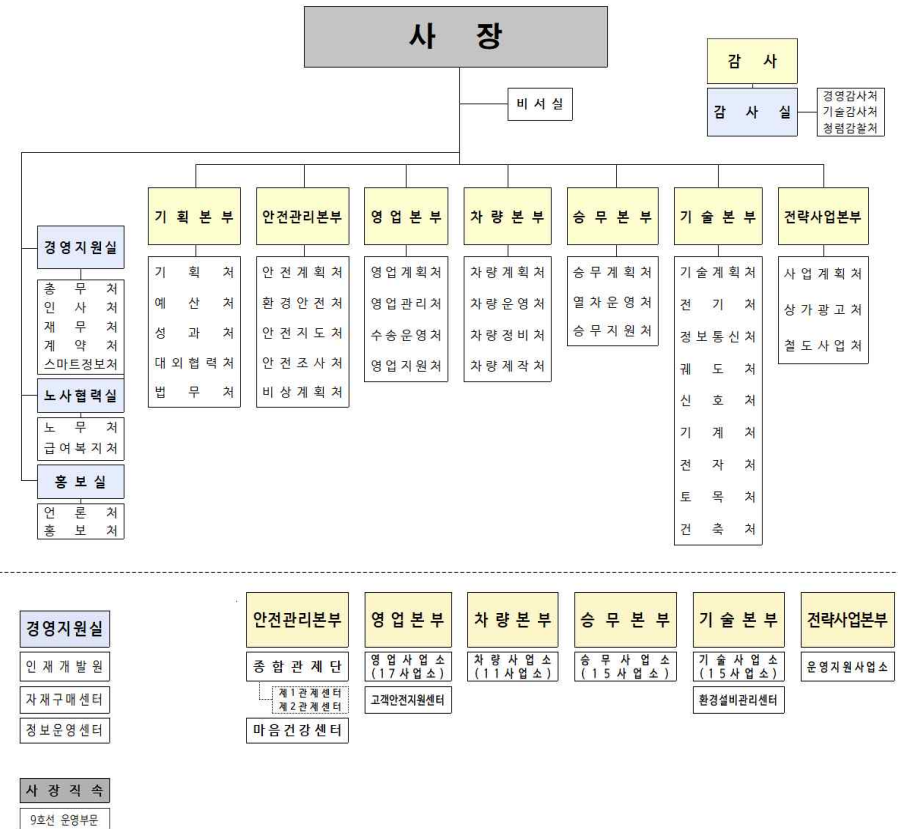 사 장
감 사
비 서 실
감 사 실
경영감사처
기술감사처
청렴감찰처
기 획 본 부
안전관리본부
영 업 본 부
차 량 본 부
승 무 본 부
기 술 본 부
전략사업본부
경영지원실
총 무 처
인 사 처
재 무 처
계 약 처
스마트정보처
노사협력실
노 무 처
급여복지처
홍 보 실
언 론 처
홍 보 처
기 획 처
예 산 처
성 과 처
대외협력처
법 무 처
안전계획처
환경안전처
안전지도처
안전조사처
비상계획처
영업계획처
영업관리처
수송운영처
영업지원처
차량계획처
차량운영처
차량정비처
차량제작처
승무계획처
열차운영처
승무지원처
기술계획처
전 기 처
정보통신처
궤 도 처
신 호 처
기 계 처
전 자 처
토 목 처
건 축 처
사업계획처
상가광고처
철도사업처
경영지원실
인재개발원
자재구매센터
정보운영센터
사 장 직 속
9호선 운영부문
안전관리본부
종합관제단
제1관제센터
제2관제센터
마음건강센터
영 업 본 부
영업사업소
(17사업소)
고객안전지원센터
차 량 본 부
차량사업소
(11사업소)
승 무 본 부
승무사업소
(15사업소)
기 술 본 부
기술사업소
(15사업소)
환경설비관리센터
전략사업본부
운영지원사업소